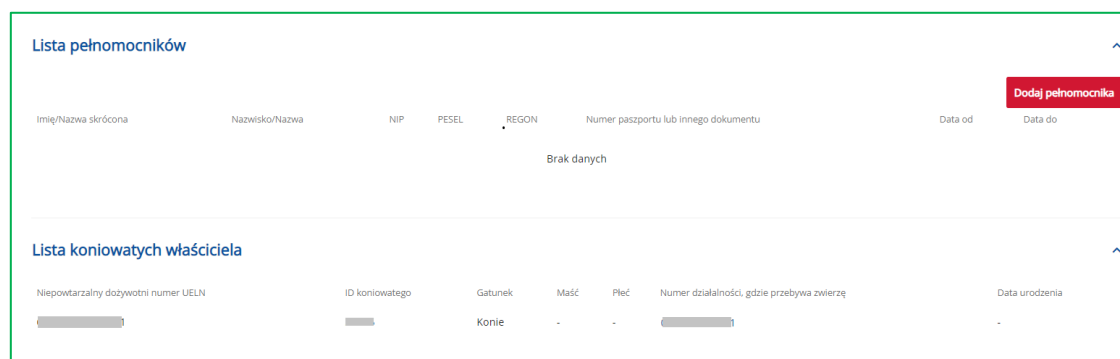 Lista pełnomocników
Dodaj pełnomocnika
Imię/Nazwa skrócona Nazwisko/Nazwa NIP PESEL REGON Numer paszportu lub innego dokumentu Data od Data do
Brak danych
Lista koniowatych właściciela
Niepowtarzalny dożywotni numer UELN ID koniowatego Gatunek Maść Płeć Numer działalności, gdzie przebywa zwierzę Data urodzenia
Konie - - -